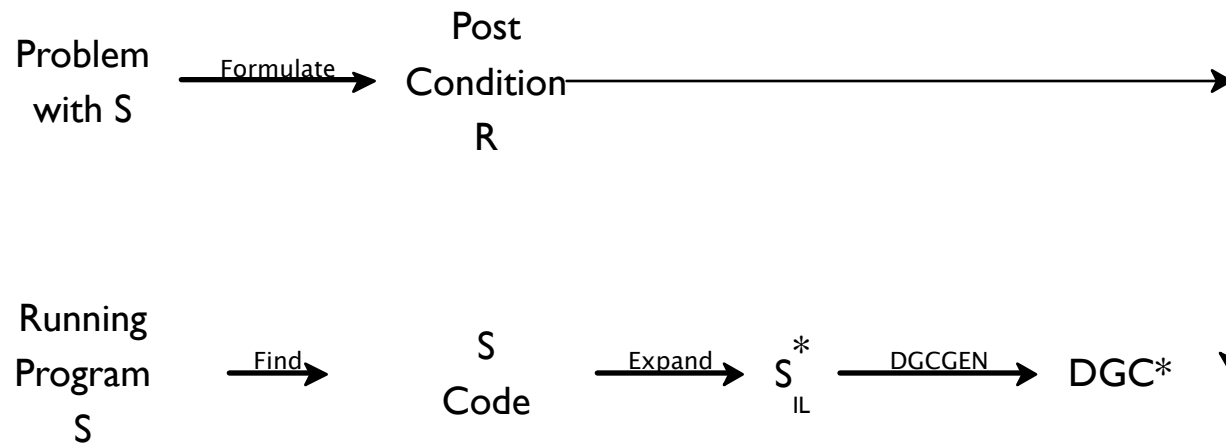 Problem
with S
Formulate
Post
Condition
R
Running
Program
S
Find
S
Code
Expand
S*
IL
DGCGEN
DGC*